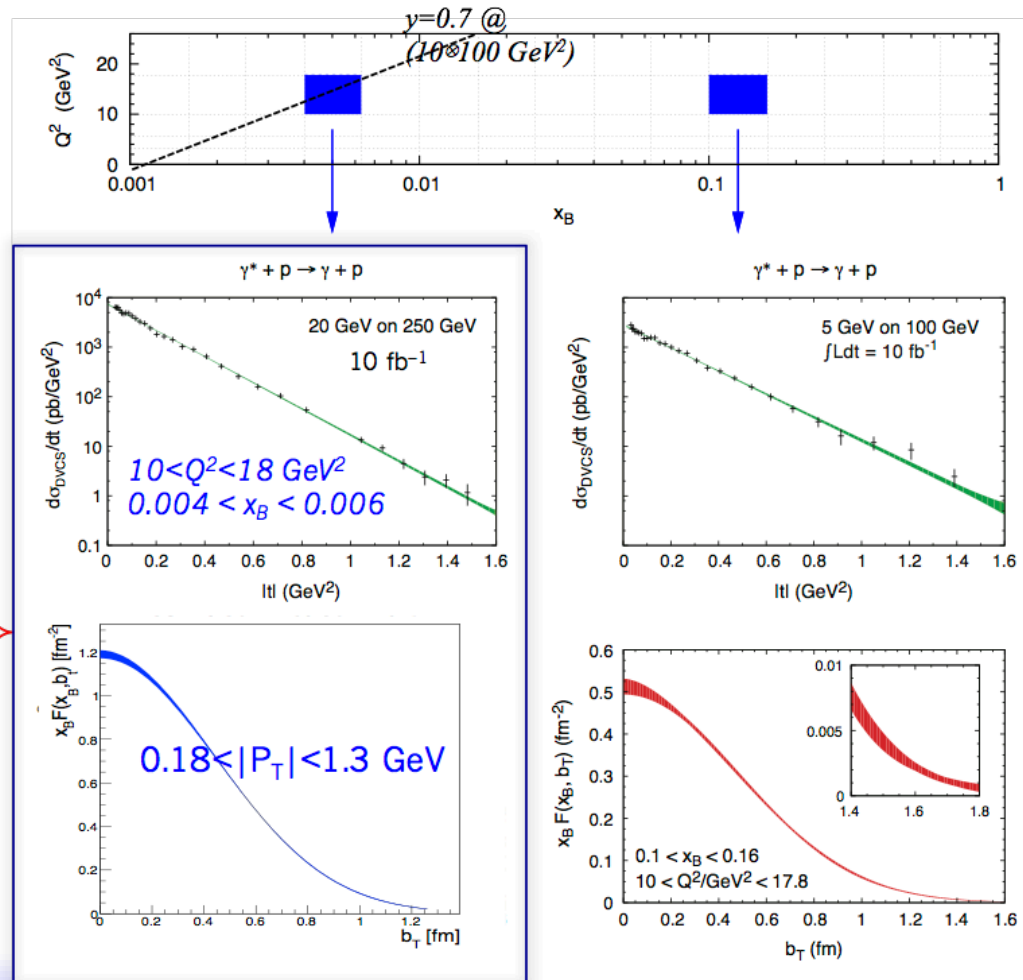 y=0.7 @
(10⊗100 GeV²)
Q² (GeV²)
20
10
0
0.001
0.01
0.1
1
x_B
γ* + p → γ + p
20 GeV on 250 GeV
10 fb⁻¹
dσ_DVCS/dt (pb/GeV²)
10⁴
10³
10²
10
1
0.1
10<Q²<18 GeV²
0.004 < x_B < 0.006
0 0.2 0.4 0.6 0.8 1 1.2 1.4 1.6
|t| (GeV²)
γ* + p → γ + p
5 GeV on 100 GeV
∫Ldt = 10 fb⁻¹
dσ_DVCS/dt (pb/GeV²)
0 0.2 0.4 0.6 0.8 1 1.2 1.4 1.6
|t| (GeV²)
x_B F(x_B,b_t) [fm⁻²]
1.2
1
0.8
0.6
0.4
0.2
0
0.18<|P_T|<1.3 GeV
0 0.2 0.4 0.6 0.8 1 1.2
b_T [fm]
x_B F(x_B, b_T) (fm⁻²)
0.6
0.5
0.4
0.3
0.2
0.1
0
0.01
0.005
0
1.4 1.6 1.8
0.1 < x_B < 0.16
10 < Q²/GeV² < 17.8
0 0.2 0.4 0.6 0.8 1 1.2 1.4 1.6
b_T (fm)